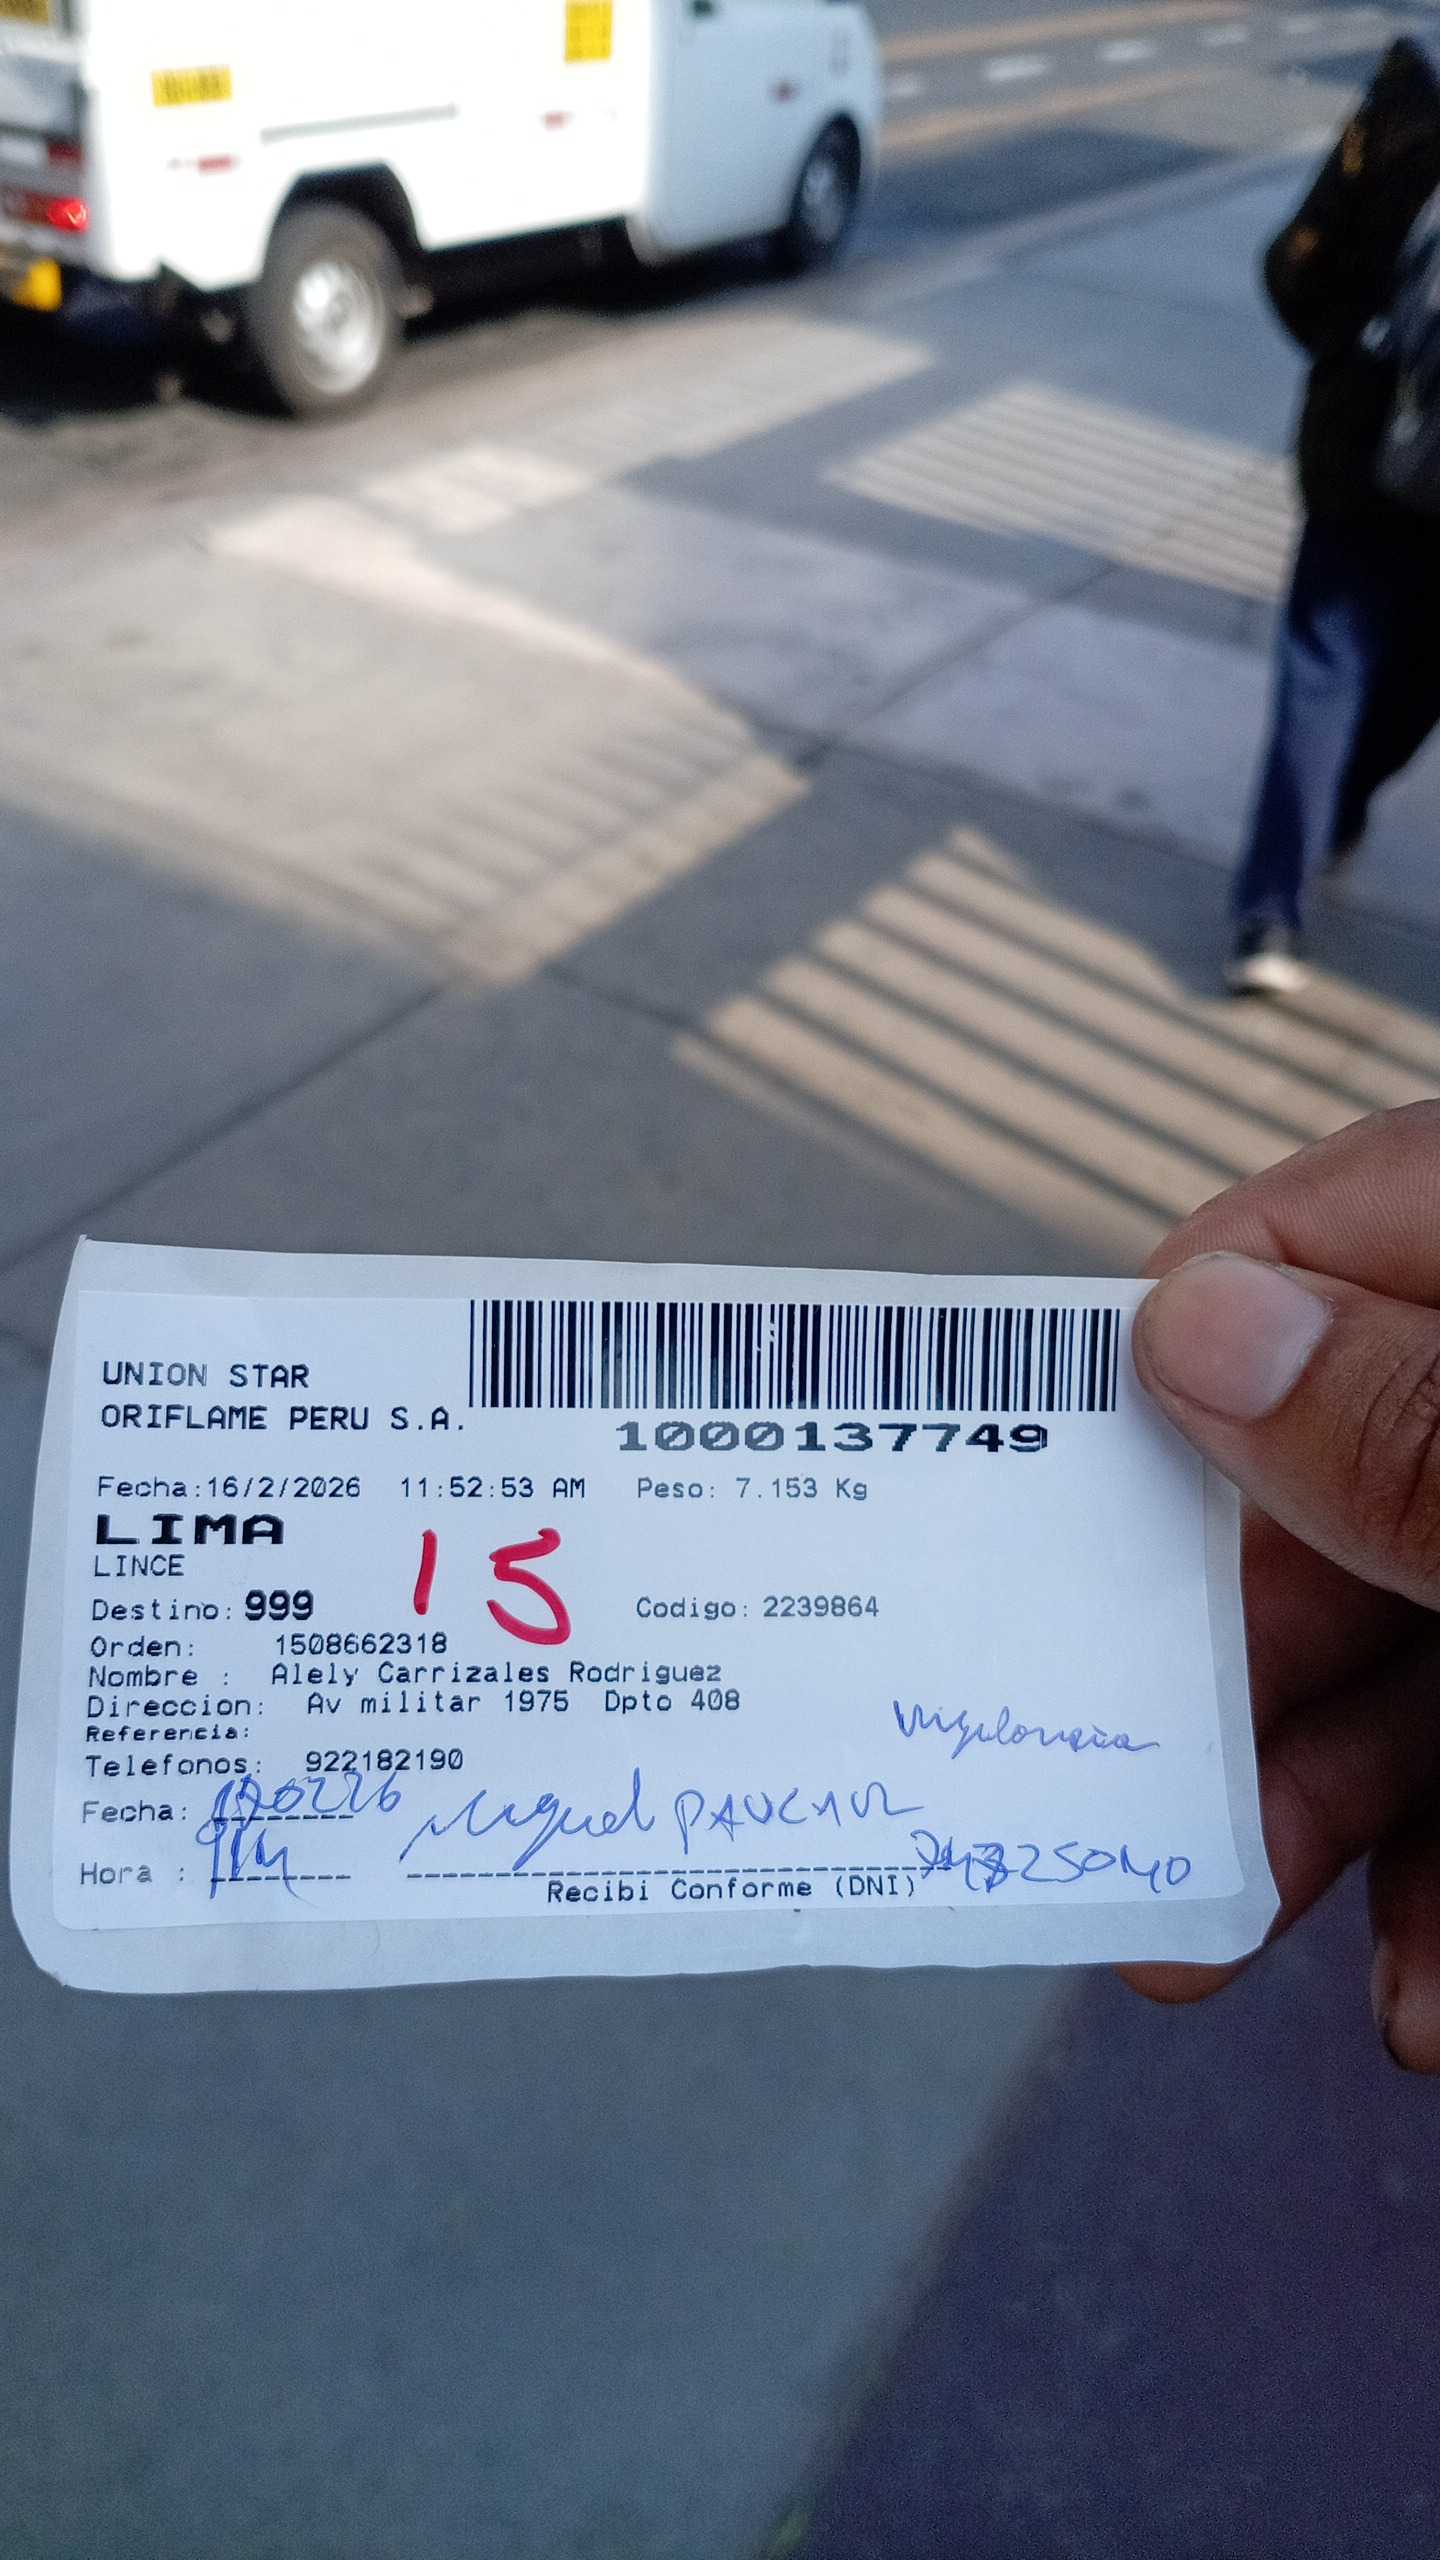 UNION STAR
ORIFLAME PERU S.A.
1000137749
Fecha:16/2/2026 11:52:53 AM Peso: 7.153 Kg
LIMA
LINCE
15
Destino: 999 Codigo: 2239864
Orden: 1508662318
Nombre : Alely Carrizales Rodriguez
Direccion: Av militar 1975 Dpto 408
Referencia:
Vigilancia
Telefonos: 922182190
Fecha:
Miguel
Hora :
Recibi Conforme (DNI)